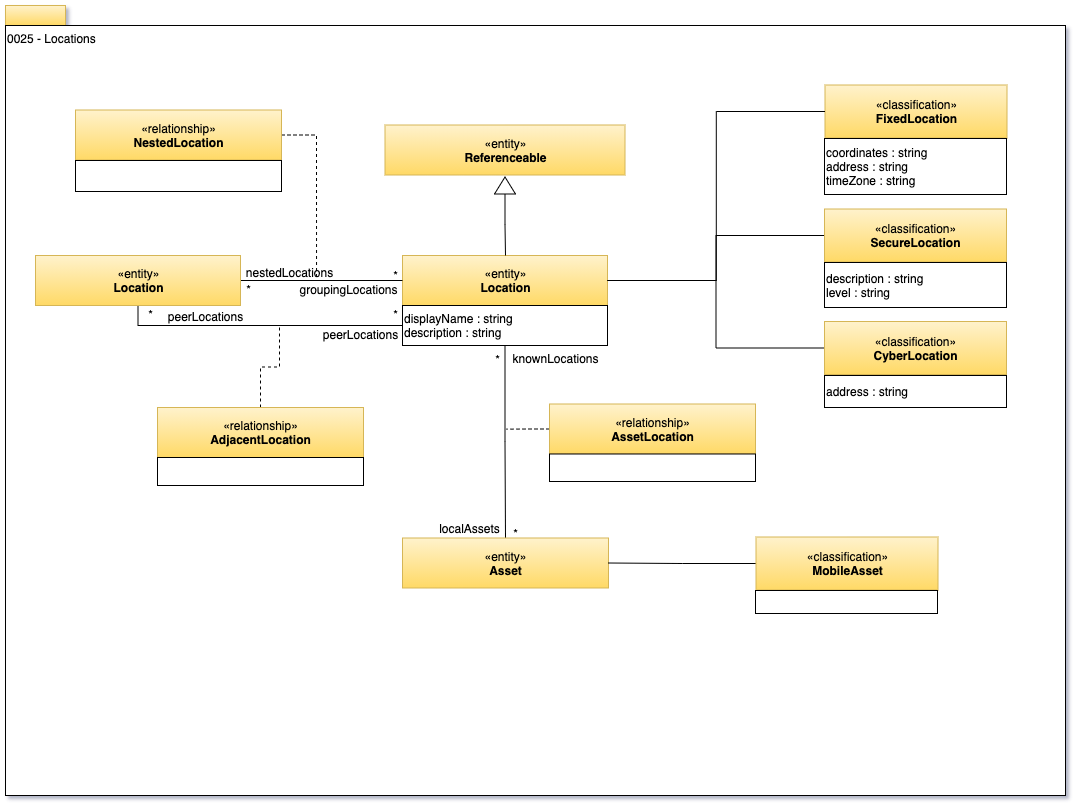 0025 - Locations
«relationship»
NestedLocation
«entity»
Referenceable
«classification»
FixedLocation
coordinates : string
address : string
timeZone : string
«classification»
SecureLocation
description : string
level : string
«entity»
Location
nestedLocations
*
*
groupingLocations
«entity»
Location
displayName : string
description : string
*
peerLocations
*
peerLocations
«classification»
CyberLocation
address : string
*
knownLocations
«relationship»
AdjacentLocation
«relationship»
AssetLocation
localAssets
*
«entity»
Asset
«classification»
MobileAsset